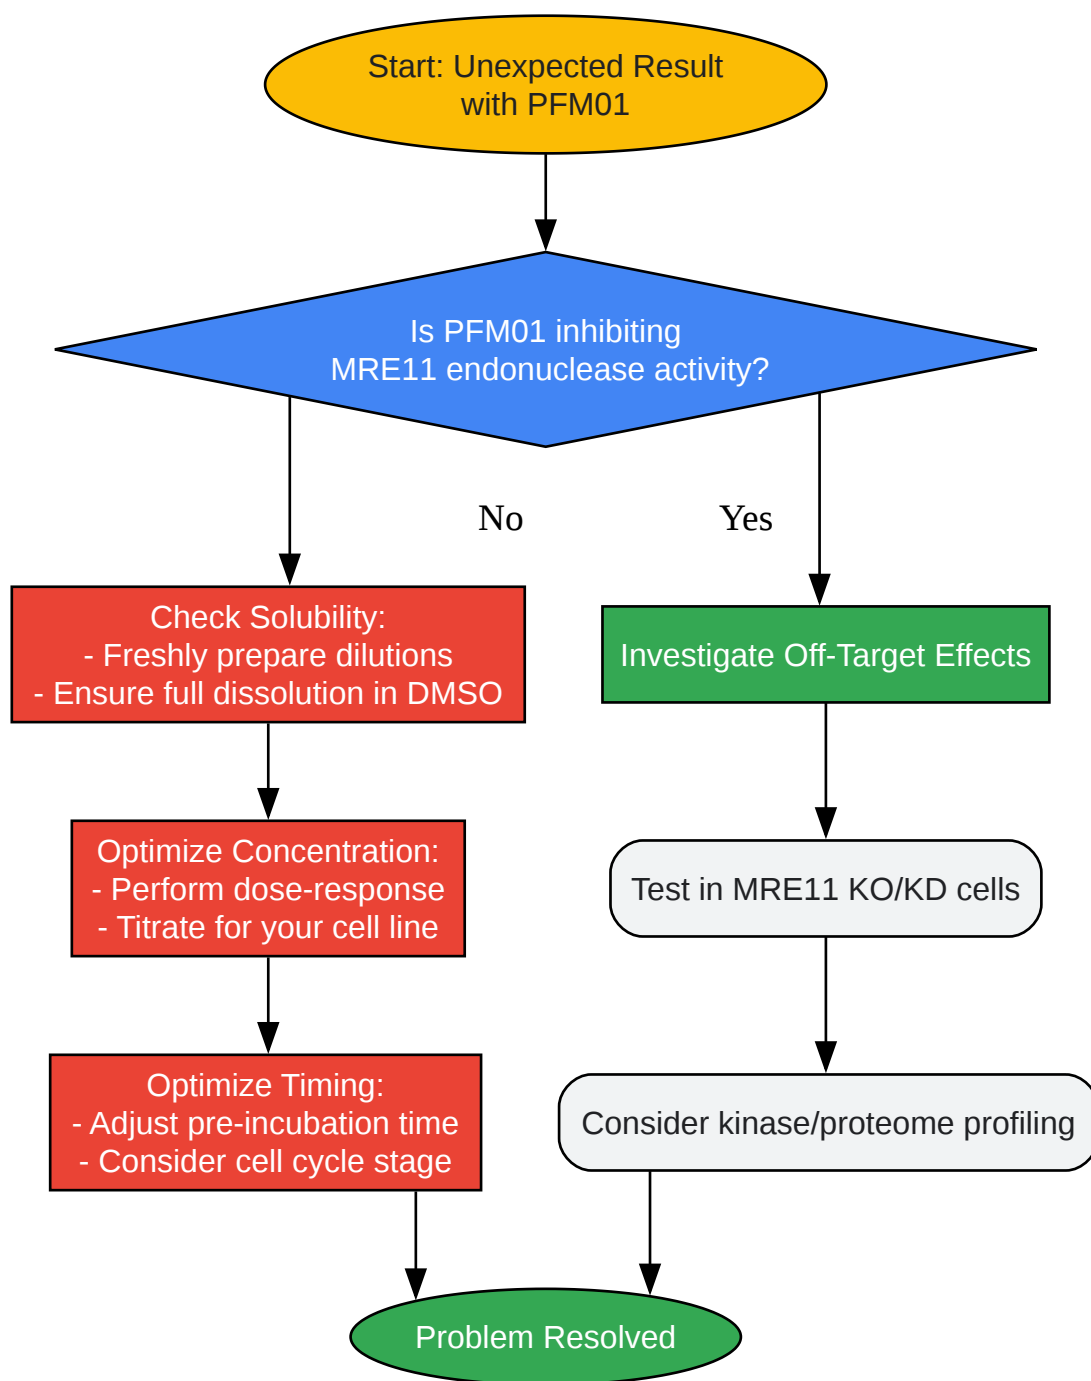 Start: Unexpected Result
with PFM01
Is PFM01 inhibiting
MRE11 endonuclease activity?
No
Yes
Check Solubility:
- Freshly prepare dilutions
- Ensure full dissolution in DMSO
Investigate Off-Target Effects
Optimize Concentration:
- Perform dose-response
- Titrate for your cell line
Test in MRE11 KO/KD cells
Optimize Timing:
- Adjust pre-incubation time
- Consider cell cycle stage
Consider kinase/proteome profiling
Problem Resolved